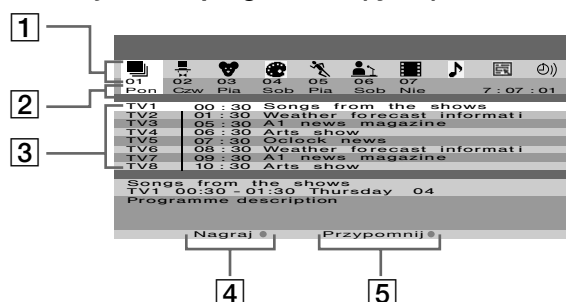 1
01 02 03 04 05 06 07
Pon Czw Pia Sob Pia Sob Nie 7 : 07 : 01
2
TV1 00 : 30 Songs from the shows
TV2 01 : 30 Weather forecast informati
TV3 05 : 30 A1 news magazine
TV4 06 : 30 Arts show
3
TV5 07 : 30 Oclock news
TV6 08 : 30 Weather forecast informati
TV7 09 : 30 A1 news magazine
TV8 10 : 30 Arts show
Songs from the shows
TV1 00:30 - 01:30 Thursday 04
Programme description
Nagraj Przypomnij
4 5